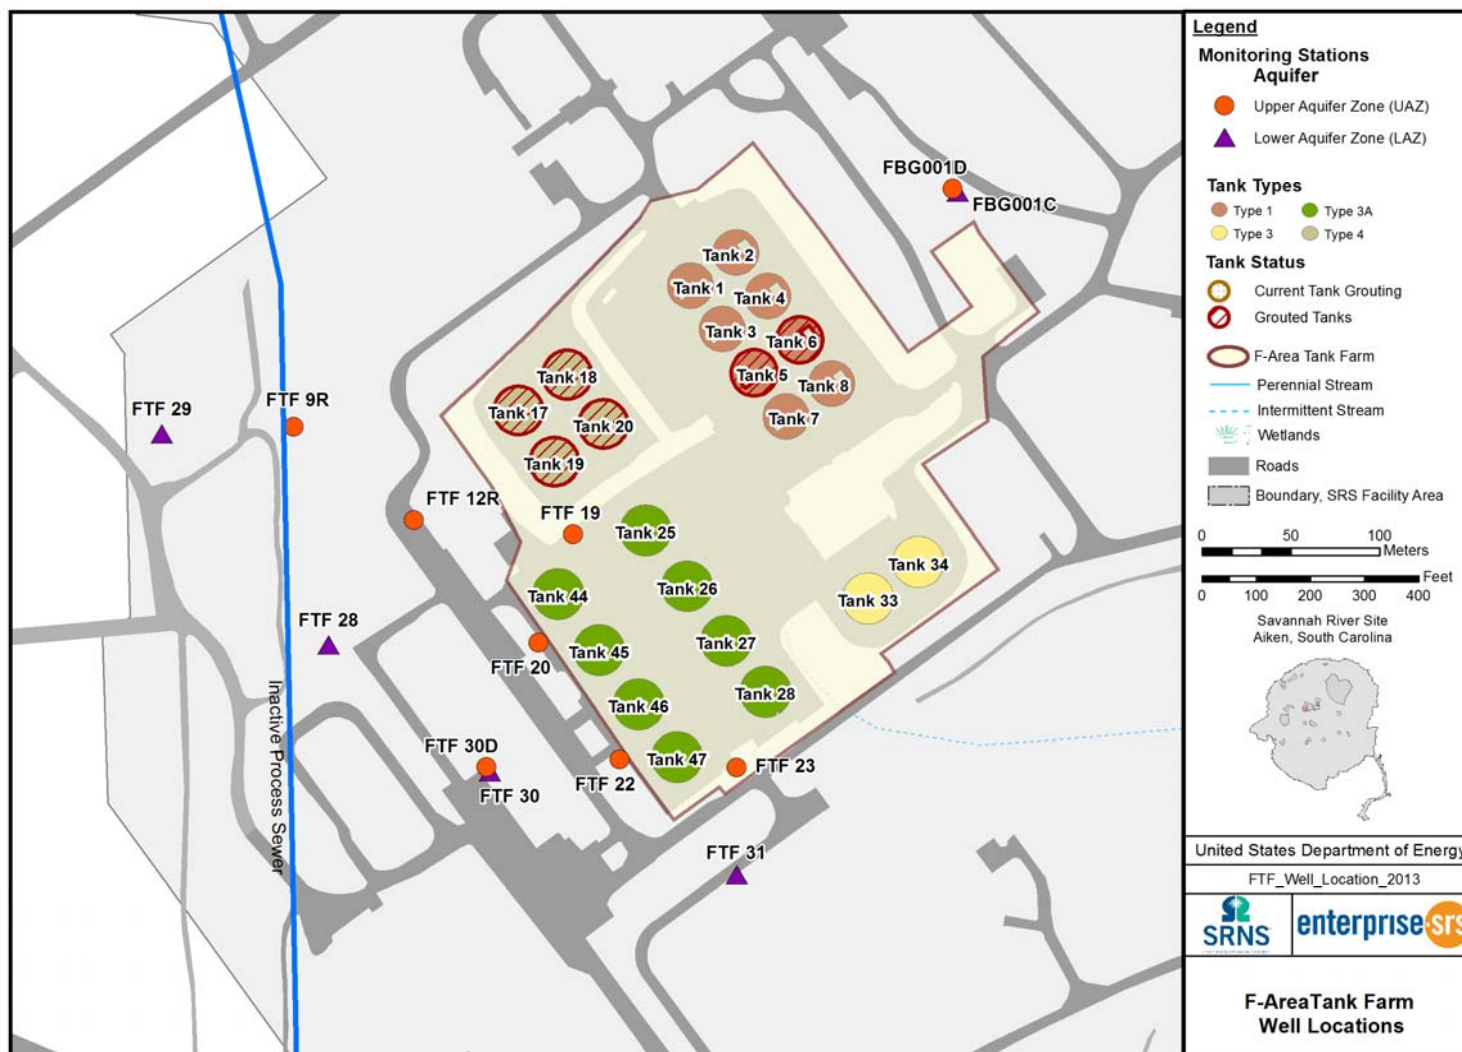 FBG001D
FBG001C
Tank 2
Tank 1
Tank 4
Tank 3
Tank 6
Tank 5
Tank 8
Tank 7
Tank 18
Tank 17
Tank 20
Tank 19
FTF 29
FTF 9R
FTF 12R
FTF 19
Tank 25
Tank 34
Tank 26
Tank 33
Tank 44
FTF 28
Tank 27
Tank 45
FTF 20
Tank 28
Tank 46
Inactive Process Sewer
FTF 30D
Tank 47
FTF 22
FTF 23
FTF 30
FTF 31
Legend
Monitoring Stations
Aquifer
Upper Aquifer Zone (UAZ)
Lower Aquifer Zone (LAZ)
Tank Types
Type 1
Type 3A
Type 3
Type 4
Tank Status
Current Tank Grouting
Grouted Tanks
F-Area Tank Farm
Perennial Stream
Intermittent Stream
Wetlands
Roads
Boundary, SRS Facility Area
0 50 100
Meters
Feet
0 100 200 300 400
Savannah River Site
Aiken, South Carolina
United States Department of Energy
FTF_Well_Location_2013
SRNS
enterprise·srs
F-AreaTank Farm
Well Locations